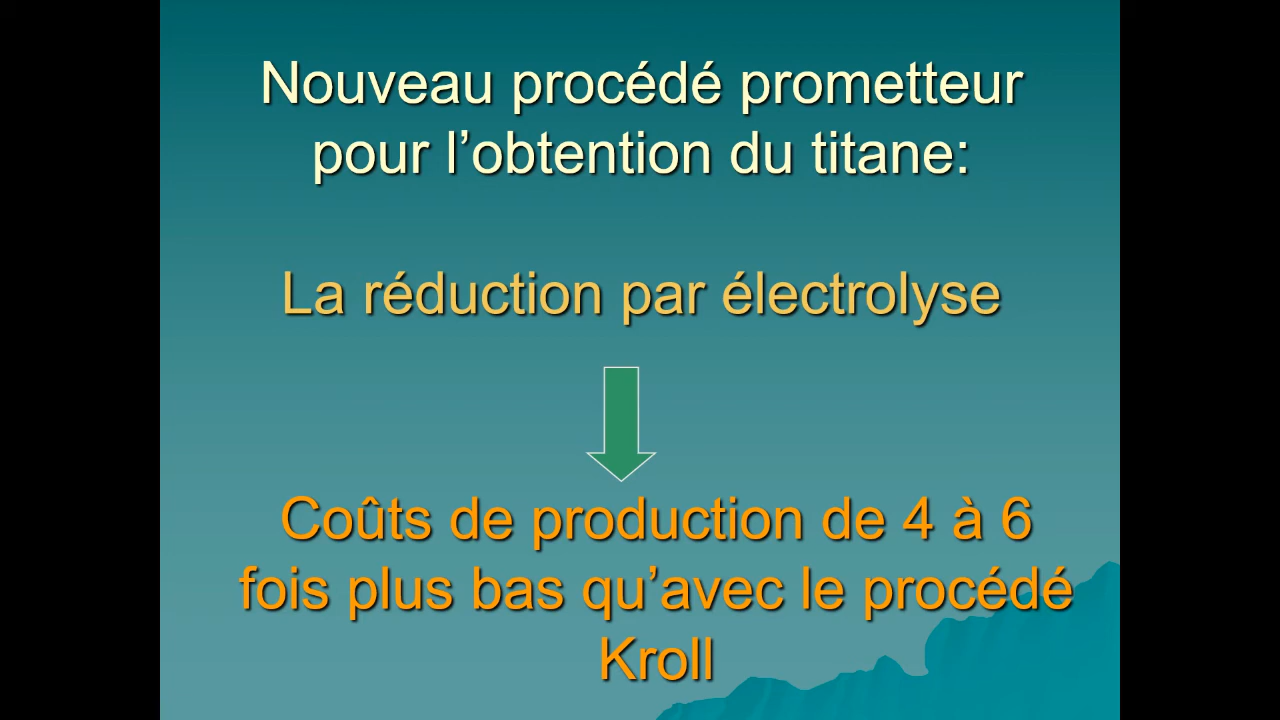 Nouveau procédé prometteur
pour l’obtention du titane:
La réduction par électrolyse
Coûts de production de 4 à 6
fois plus bas qu’avec le procédé
Kroll